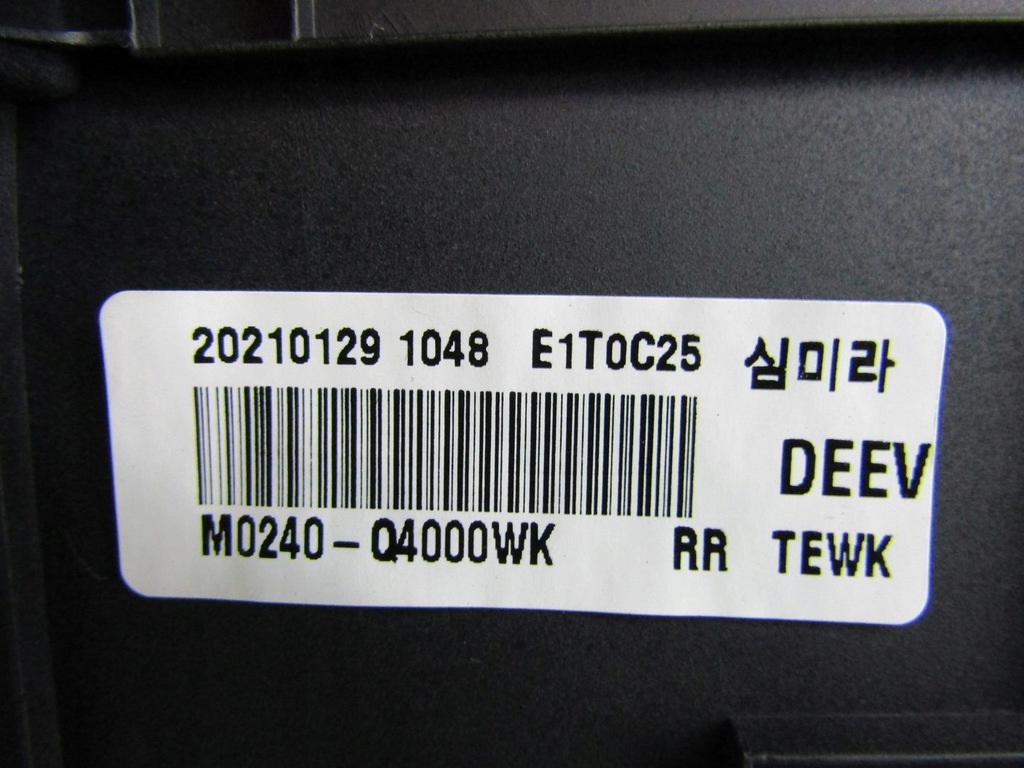 20210129 1048 E1T0C25 심미라
DEEV
M0240-Q4000WK RR TEWK